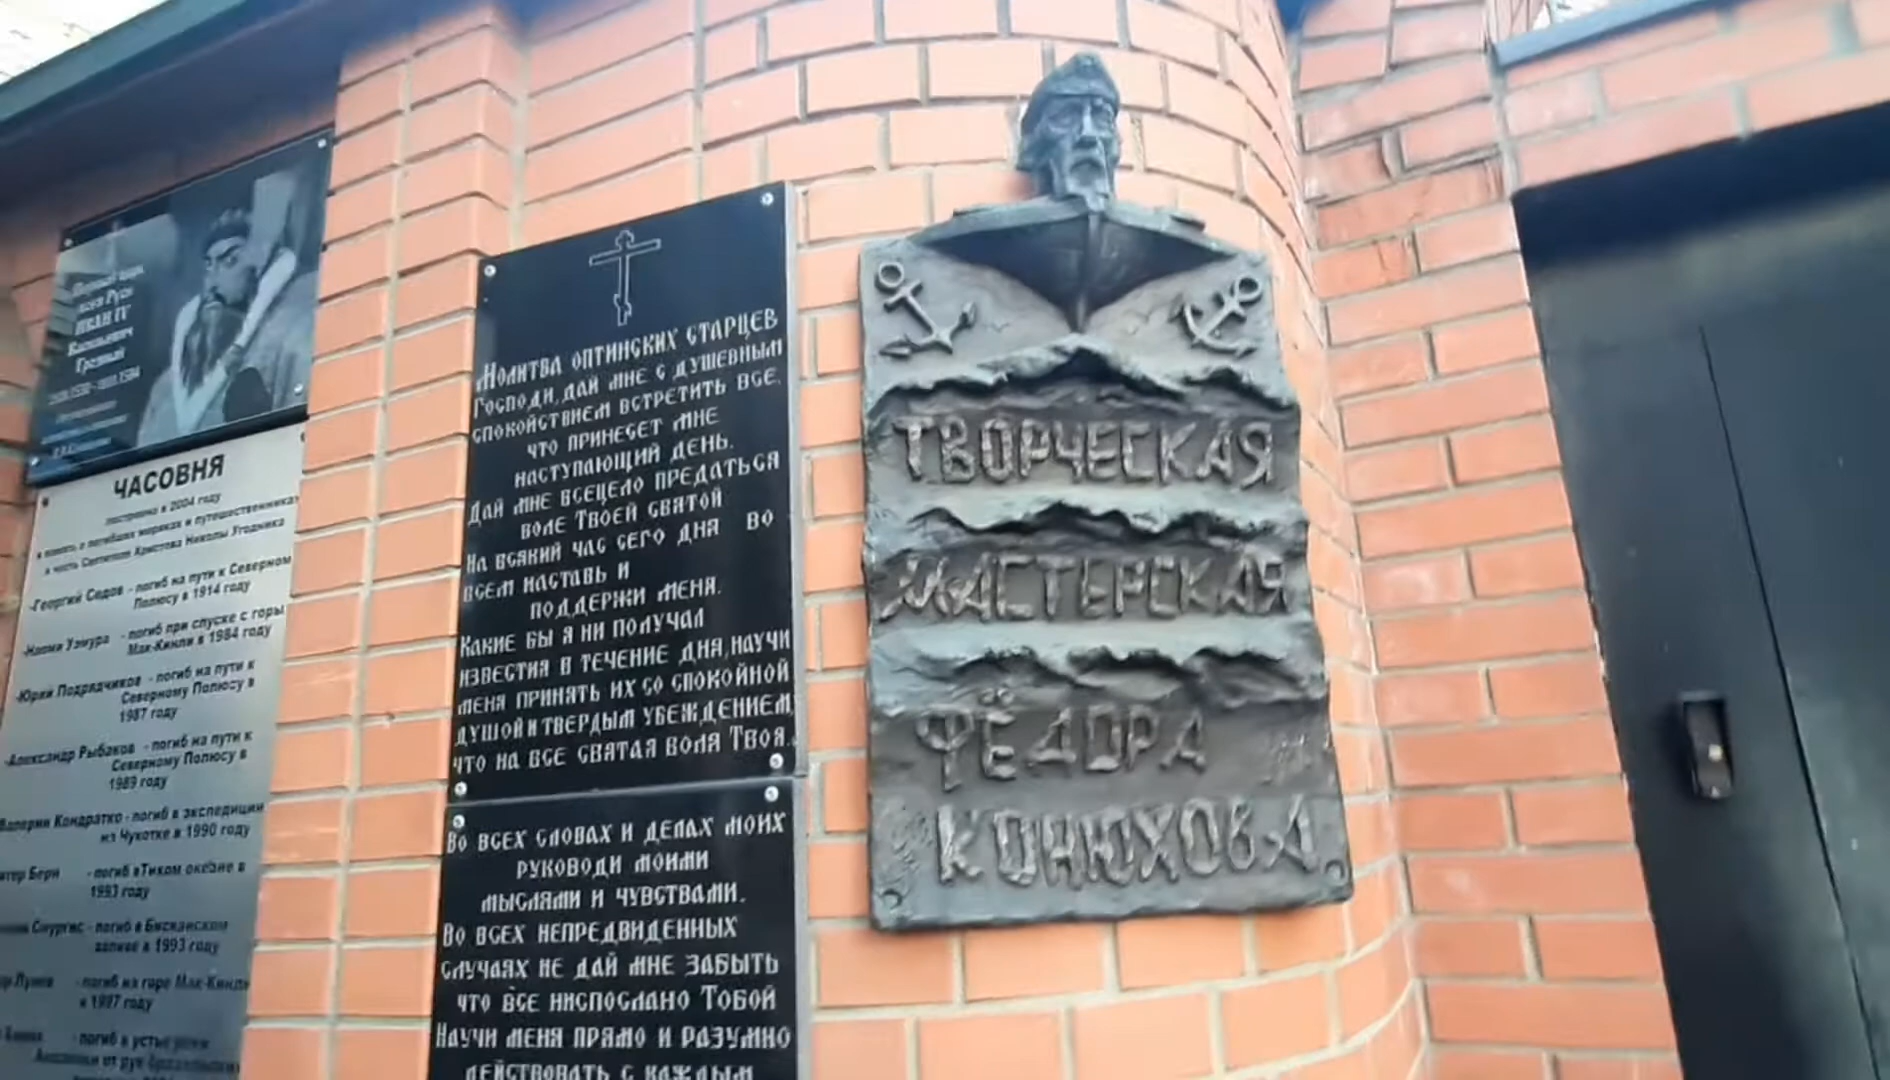 Первый царь
всея Руси
ИВАН IV
Васильевич
Грозный
ЧАСОВНЯ
построена в 2004 году
в память о погибших моряках и путешественниках
в честь Святителя Христова Николы Угодника
-Георгий Седов - погиб на пути к Северному
Полюсу в 1914 году
-Наоми Уэмура - погиб при спуске с горы
Мак-Кинли в 1984 году
-Юрий Подрядчиков - погиб на пути к
Северному Полюсу в
1987 году
-Александр Рыбаков - погиб на пути к
Северному Полюсу в
1989 году
Валерий Кондратко - погиб в экспедиции
на Чукотке в 1990 году
Берн - погиб в Тихом океане в
1993 году
- погиб в Бискайском
заливе в 1993 году
- погиб на горе Мак-Кинли
в 1997 году
- погиб в устье реки
Амазонки от рук бразильских
Молитва оптинских старцев
Господи, дай мне с душевным
спокойствием встретить все,
что принесет мне
наступающий день.
Дай мне всецело предаться
воле Твоей святой
На всякий час сего дня во
всем наставь и
поддержи меня.
Какие бы я ни получал
известия в течение дня, научи
меня принять их со спокойной
душой и твердым убеждением,
что на все святая воля Твоя.
Во всех словах и делах моих
руководи моими
мыслями и чувствами.
Во всех непредвиденных
случаях не дай мне забыть
что все ниспослано Тобой
Научи меня прямо и разумно
действовать с каждым
ТВОРЧЕСКАЯ
МАСТЕРСКАЯ
ФЁДОРА
КОНЮХОВА